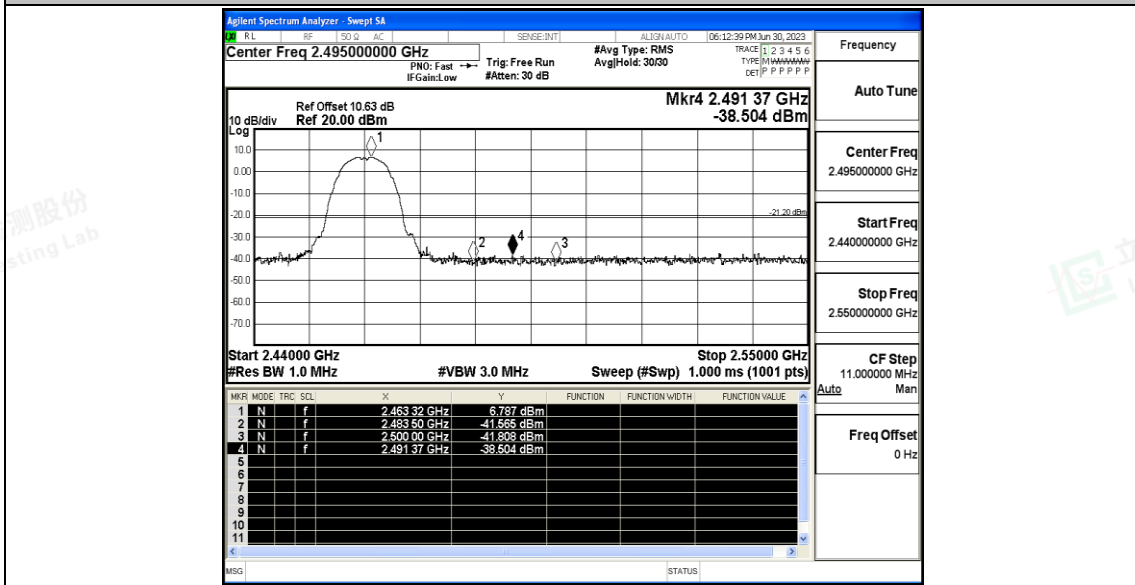 Agilent Spectrum Analyzer - Swept SA
RL RF 50 Ω AC SENSE:INT ALIGN AUTO 06:12:39 PM Jun 30, 2023
Center Freq 2.495000000 GHz
PNO: Fast
IFGain:Low
Trig: Free Run
#Atten: 30 dB
#Avg Type: RMS
Avg|Hold: 30/30
TRACE 1 2 3 4 5 6
TYPE M
DET P P P P P P
Frequency
Auto Tune
Center Freq
2.495000000 GHz
Start Freq
2.440000000 GHz
Stop Freq
2.550000000 GHz
CF Step
11.000000 MHz
Auto Man
Freq Offset
0 Hz
Mkr4 2.491 37 GHz
-38.504 dBm
Ref Offset 10.63 dB
10 dB/div Ref 20.00 dBm
Log
10.0
0.00
-10.0
-20.0
-30.0
-40.0
-50.0
-60.0
-70.0
1
-21.20 dBm
2
4
3
Start 2.44000 GHz Stop 2.55000 GHz
#Res BW 1.0 MHz #VBW 3.0 MHz Sweep (#Swp) 1.000 ms (1001 pts)
MKR MODE TRC SCL X Y FUNCTION FUNCTION WIDTH FUNCTION VALUE
1 N f 2.463 32 GHz 6.787 dBm
2 N f 2.483 50 GHz -41.565 dBm
3 N f 2.500 00 GHz -41.808 dBm
4 N f 2.491 37 GHz -38.504 dBm
5
6
7
8
9
10
11
MSG STATUS
测股份
sting Lab
LCS
立